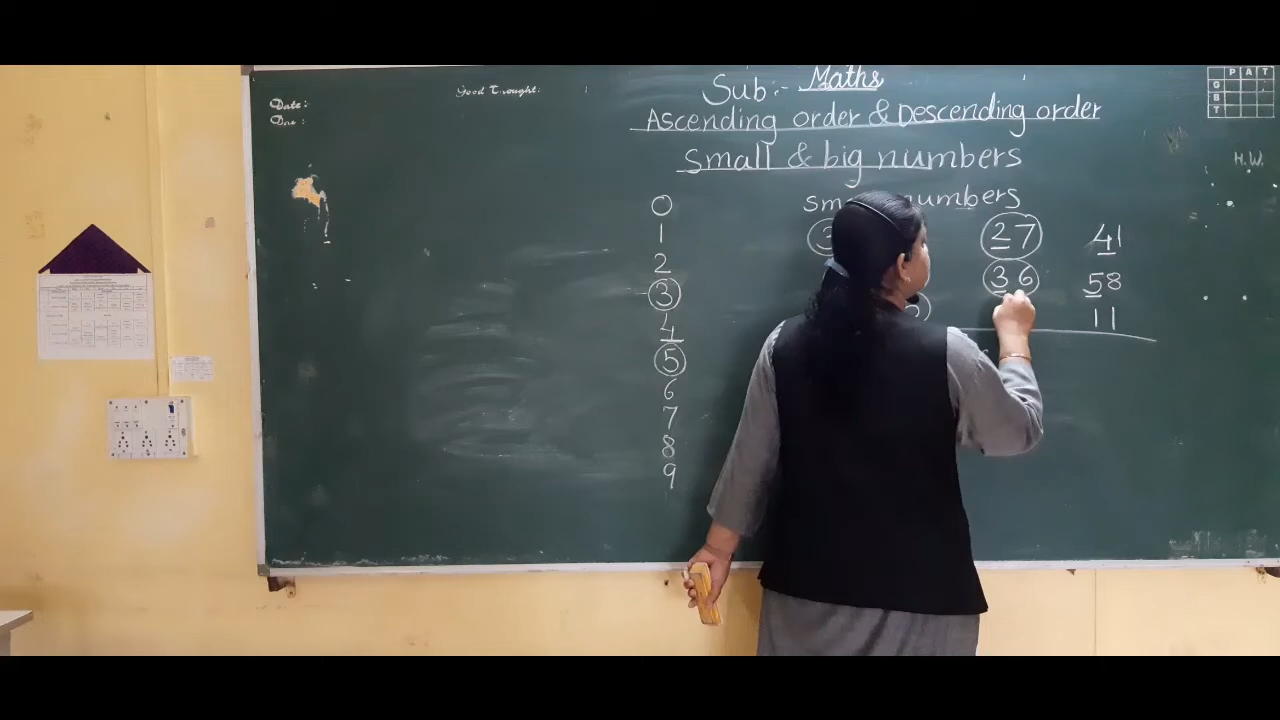 Sub:- Maths
Date:-
Good Thought:
Ascending order & Descending order
Small & big numbers
numbers
H.W.
P A T
G
B
T
0
1
2
3
4
5
6
7
8
9
27 41
36 58
11